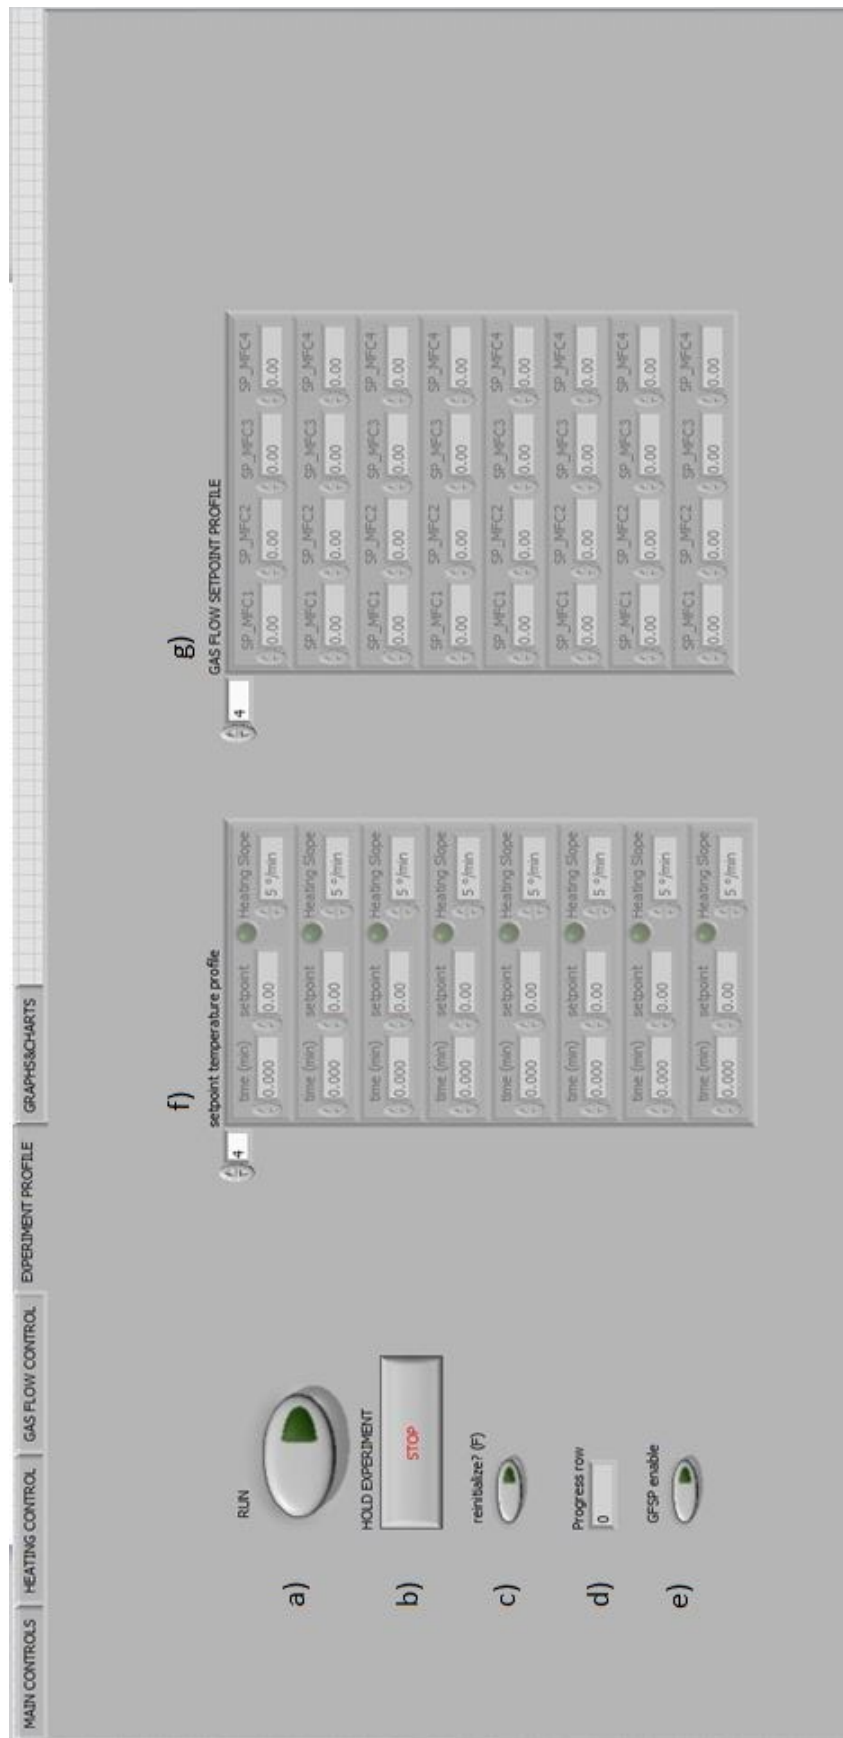 MAIN CONTROLS HEATING CONTROL GAS FLOW CONTROL EXPERIMENT PROFILE GRAPHS&CHARTS
a)
RUN
b)
HOLD EXPERIMENT
STOP
c)
reinitialize? (F)
d)
Progress row
0
e)
GFSP enable
f)
setpoint temperature profile
4
time (min) setpoint Heating Slope
0.000 0.00 5 º/min
time (min) setpoint Heating Slope
0.000 0.00 5 º/min
time (min) setpoint Heating Slope
0.000 0.00 5 º/min
time (min) setpoint Heating Slope
0.000 0.00 5 º/min
time (min) setpoint Heating Slope
0.000 0.00 5 º/min
time (min) setpoint Heating Slope
0.000 0.00 5 º/min
time (min) setpoint Heating Slope
0.000 0.00 5 º/min
time (min) setpoint Heating Slope
0.000 0.00 5 º/min
g)
GAS FLOW SETPOINT PROFILE
4
SP_MFC1 SP_MFC2 SP_MFC3 SP_MFC4
0.00 0.00 0.00 0.00
SP_MFC1 SP_MFC2 SP_MFC3 SP_MFC4
0.00 0.00 0.00 0.00
SP_MFC1 SP_MFC2 SP_MFC3 SP_MFC4
0.00 0.00 0.00 0.00
SP_MFC1 SP_MFC2 SP_MFC3 SP_MFC4
0.00 0.00 0.00 0.00
SP_MFC1 SP_MFC2 SP_MFC3 SP_MFC4
0.00 0.00 0.00 0.00
SP_MFC1 SP_MFC2 SP_MFC3 SP_MFC4
0.00 0.00 0.00 0.00
SP_MFC1 SP_MFC2 SP_MFC3 SP_MFC4
0.00 0.00 0.00 0.00
SP_MFC1 SP_MFC2 SP_MFC3 SP_MFC4
0.00 0.00 0.00 0.00